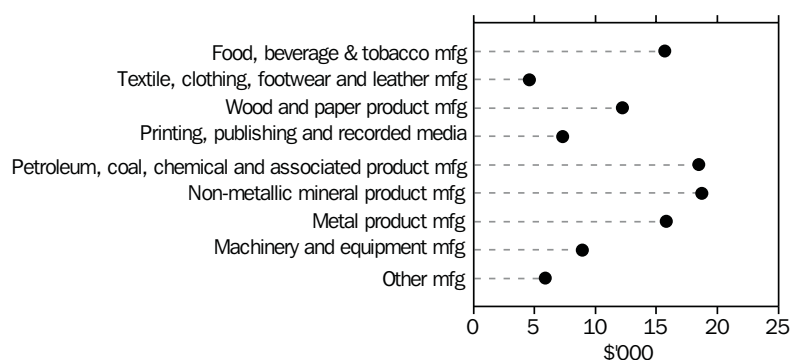 Food, beverage & tobacco mfg
Textile, clothing, footwear and leather mfg
Wood and paper product mfg
Printing, publishing and recorded media
Petroleum, coal, chemical and associated product mfg
Non-metallic mineral product mfg
Metal product mfg
Machinery and equipment mfg
Other mfg
0 5 10 15 20 25
$'000